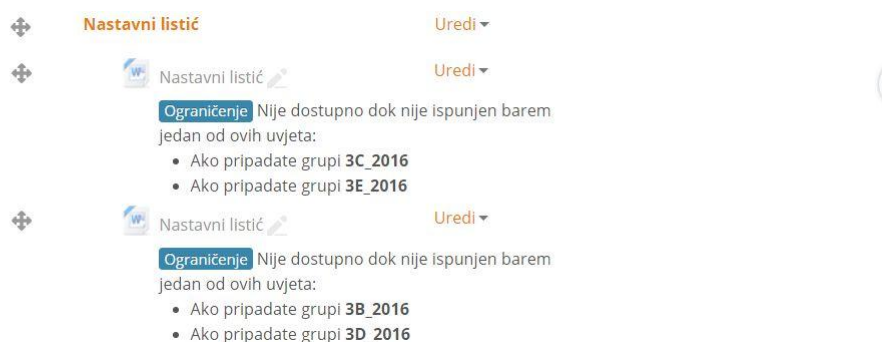 Nastavni listić Uredi
Nastavni listić Uredi
Ograničenje Nije dostupno dok nije ispunjen barem
jedan od ovih uvjeta:
Ako pripadate grupi 3C_2016
Ako pripadate grupi 3E_2016
Nastavni listić Uredi
Ograničenje Nije dostupno dok nije ispunjen barem
jedan od ovih uvjeta:
Ako pripadate grupi 3B_2016
Ako pripadate grupi 3D_2016